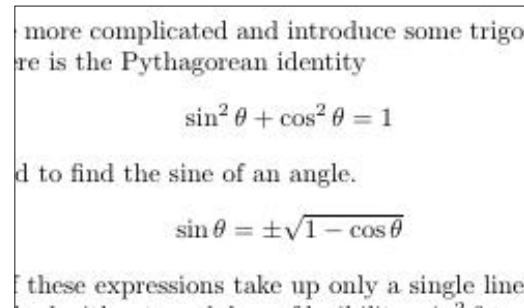 more complicated and introduce some trigo
re is the Pythagorean identity
sin² θ + cos² θ = 1
d to find the sine of an angle.
sin θ = ±√(1 − cos θ)
f these expressions take up only a single line